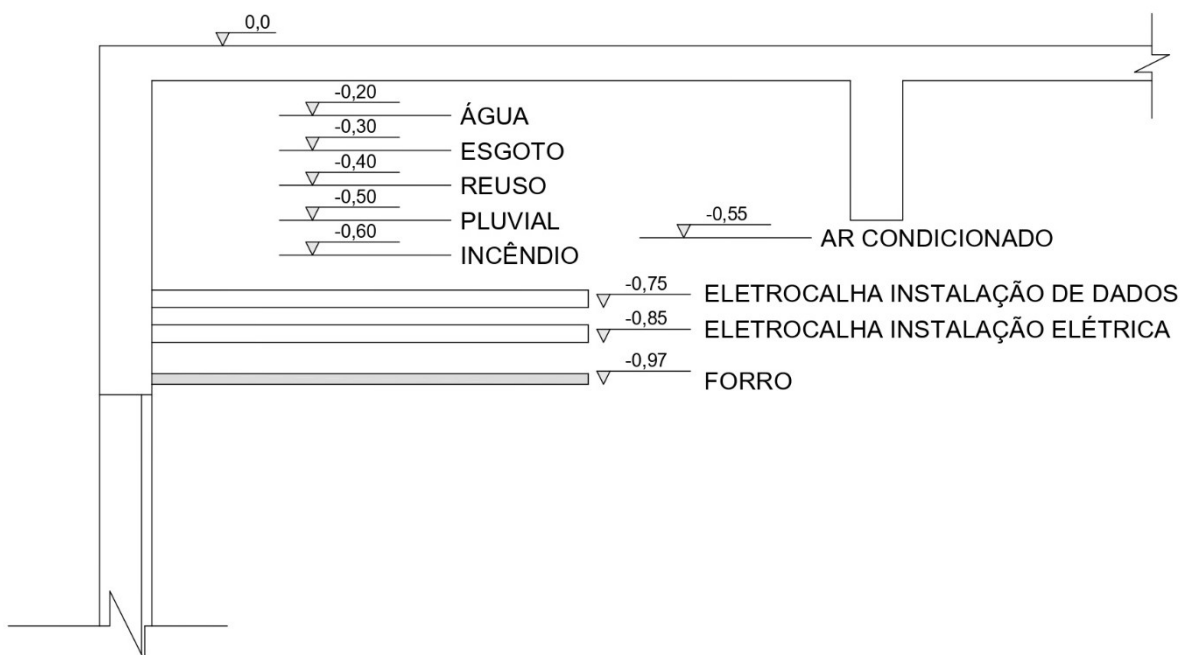 0,0
-0,20
ÁGUA
-0,30
ESGOTO
-0,40
REUSO
-0,50
PLUVIAL
-0,55
AR CONDICIONADO
-0,60
INCÊNDIO
-0,75
ELETROCALHA INSTALAÇÃO DE DADOS
-0,85
ELETROCALHA INSTALAÇÃO ELÉTRICA
-0,97
FORRO